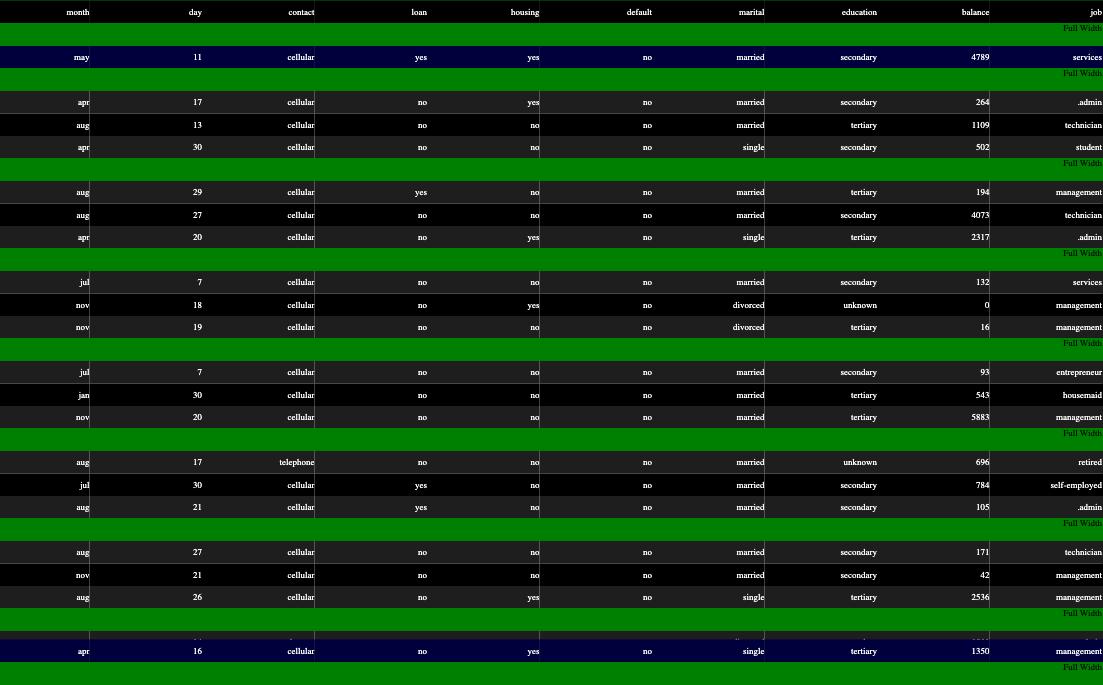 month day contact loan housing default marital education balance job
Full Width
may 11 cellular yes yes no married secondary 4789 services
Full Width
apr 17 cellular no yes no married secondary 264 .admin
aug 13 cellular no no no married tertiary 1109 technician
apr 30 cellular no no no single secondary 502 student
Full Width
aug 29 cellular yes no no married tertiary 194 management
aug 27 cellular no no no married secondary 4073 technician
apr 20 cellular no yes no single tertiary 2317 .admin
Full Width
jul 7 cellular no no no married secondary 132 services
nov 18 cellular no yes no divorced unknown 0 management
nov 19 cellular no no no divorced tertiary 16 management
Full Width
jul 7 cellular no no no married secondary 93 entrepreneur
jan 30 cellular no no no married tertiary 543 housemaid
nov 20 cellular no no no married tertiary 5883 management
Full Width
aug 17 telephone no no no married unknown 696 retired
jul 30 cellular yes no no married secondary 784 self-employed
aug 21 cellular yes no no married secondary 105 .admin
Full Width
aug 27 cellular no no no married secondary 171 technician
nov 21 cellular no no no married secondary 42 management
aug 26 cellular no yes no single tertiary 2536 management
Full Width
apr 16 cellular no yes no single tertiary 1350 management
Full Width